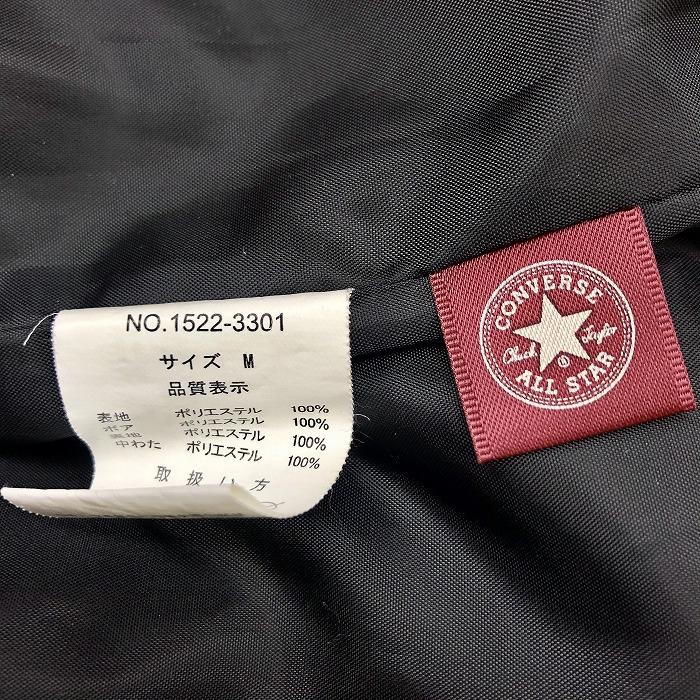 NO.1522-3301
サイズ M
品質表示
表地 ポリエステル 100%
ボア ポリエステル 100%
裏地 ポリエステル 100%
中わた ポリエステル 100%
取扱い方
CONVERSE
Chuck Taylor
ALL STAR